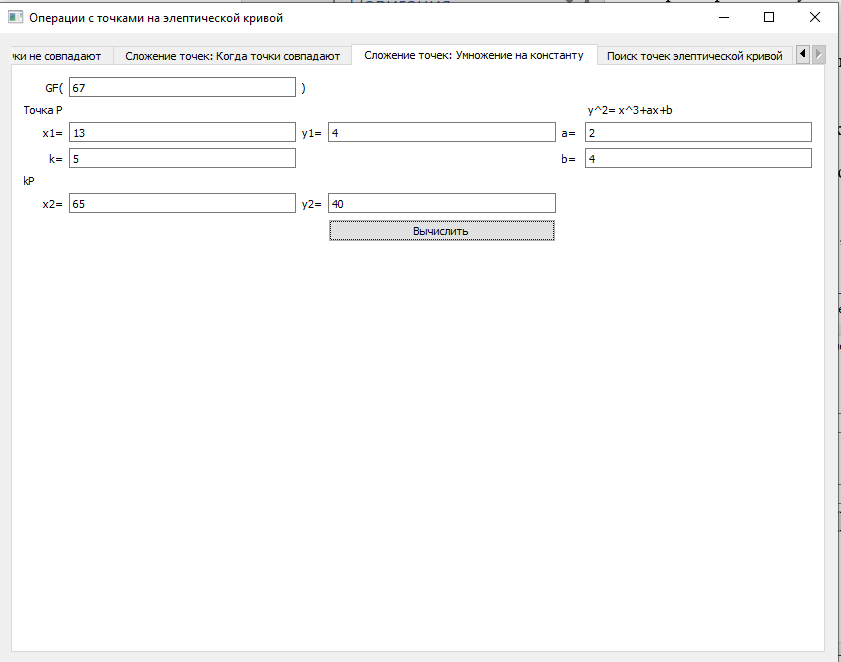 Операции с точками на элептической кривой
ки не совпадают Сложение точек: Когда точки совпадают Сложение точек: Умножение на константу Поиск точек элептической кривой
GF( 67 )
Точка P y^2= x^3+ax+b
x1= 13 y1= 4 a= 2
k= 5 b= 4
kP
x2= 65 y2= 40
Вычислить